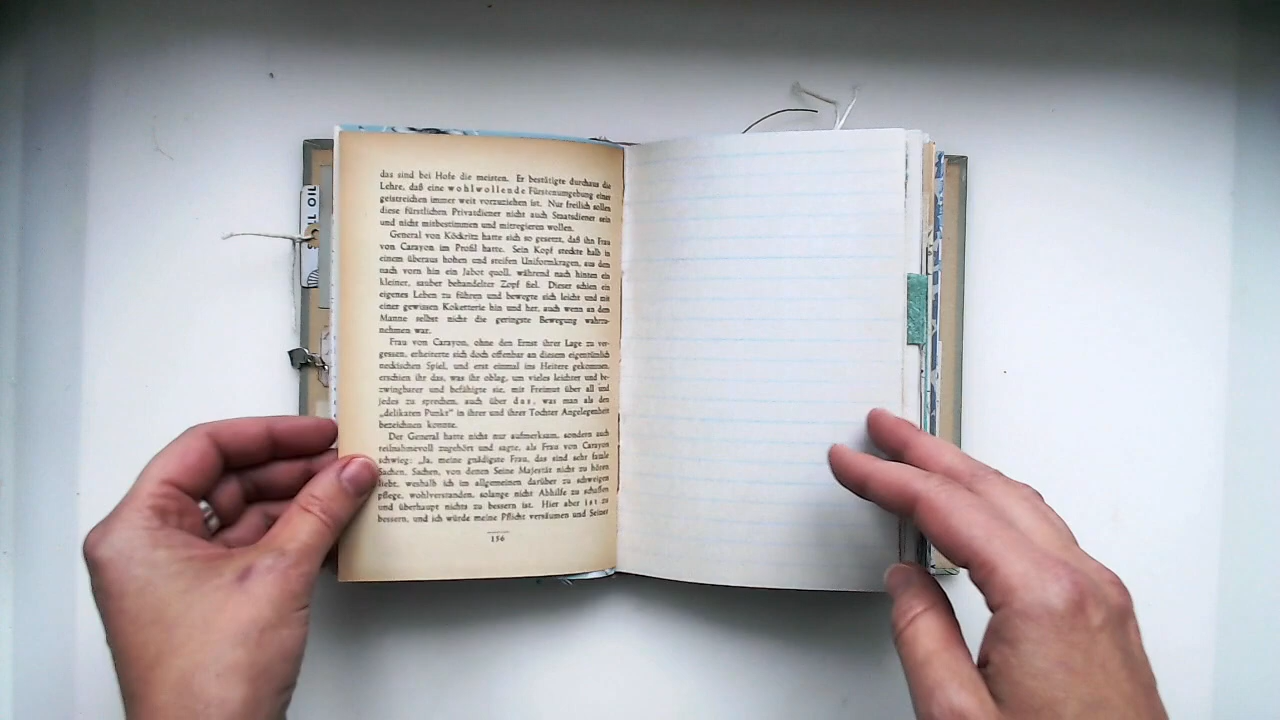 das sind bei Hofe die meisten. Er bestätigte durchaus die
Lehre, daß eine wohlwollende Fürstenumgebung einer
geistreichen immer weit vorzuziehen ist. Nur freilich sollen
diese fürstlichen Privatdiener nicht auch Staatsdiener sein
und nicht mitbestimmen und mitregieren wollen.
General von Köckritz hatte sich so gesetzt, daß ihn Frau
von Carayon im Profil hatte. Sein Kopf steckte halb in
einem überaus hohen und steifen Uniformkragen, aus dem
nach vorn hin ein Jabot quoll, während nach hinten ein
kleiner, sauber behandelter Zopf fiel. Dieser schien ein
eigenes Leben zu führen und bewegte sich leicht und mit
einer gewissen Koketterie hin und her, auch wenn an dem
Manne selbst nicht die geringste Bewegung wahrzu-
nehmen war.
Frau von Carayon, ohne den Ernst ihrer Lage zu ver-
gessen, erheiterte sich doch offenbar an diesem eigentümlich
neckischen Spiel, und erst einmal ins Heitere gekommen,
erschien ihr das, was ihr oblag, um vieles leichter und be-
zwingbarer und befähigte sie, mit Freimut über all und
jedes zu sprechen, auch über das, was man als den
„delikaten Punkt“ in ihrer und ihrer Tochter Angelegenheit
bezeichnen konnte.
Der General hatte nicht nur aufmerksam, sondern auch
teilnahmevoll zugehört und sagte, als Frau von Carayon
schwieg: „Ja, meine gnädigste Frau, das sind sehr fatale
Sachen, Sachen, von denen Seine Majestät nicht zu hören
liebt, weshalb ich im allgemeinen darüber zu schweigen
pflege, wohlverstanden, solange nicht Abhilfe zu schaffen
und überhaupt nichts zu bessern ist. Hier aber ist zu
bessern, und ich würde meine Pflicht versäumen und Seiner
156